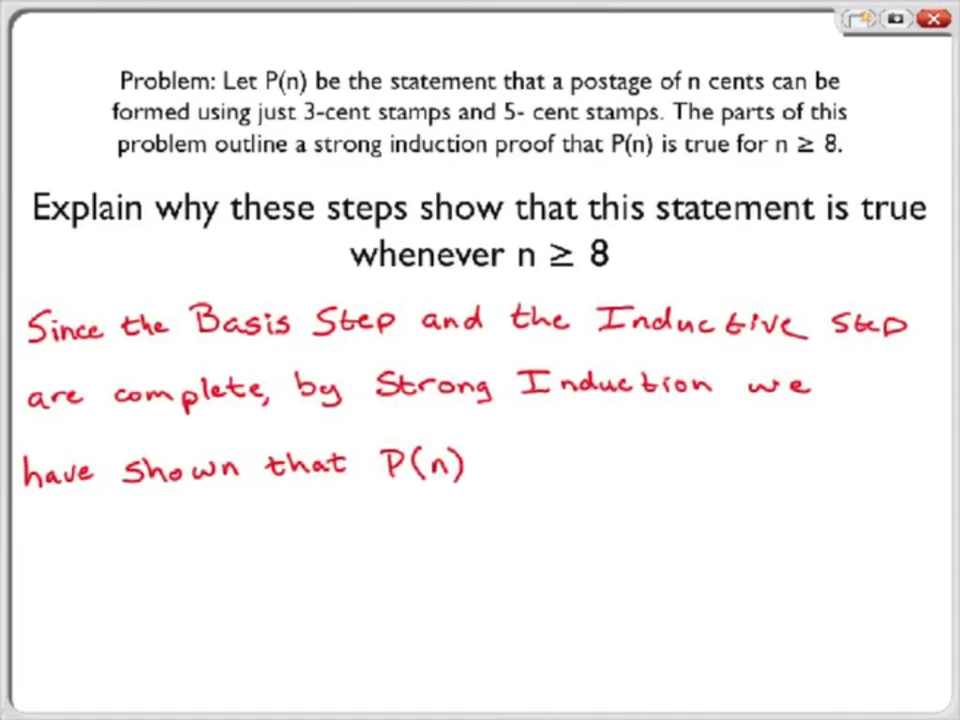 Problem: Let P(n) be the statement that a postage of n cents can be
formed using just 3-cent stamps and 5- cent stamps. The parts of this
problem outline a strong induction proof that P(n) is true for n ≥ 8.
Explain why these steps show that this statement is true
whenever n ≥ 8
Since the Basis Step and the Inductive Step
are complete, by Strong Induction we
have shown that P(n)